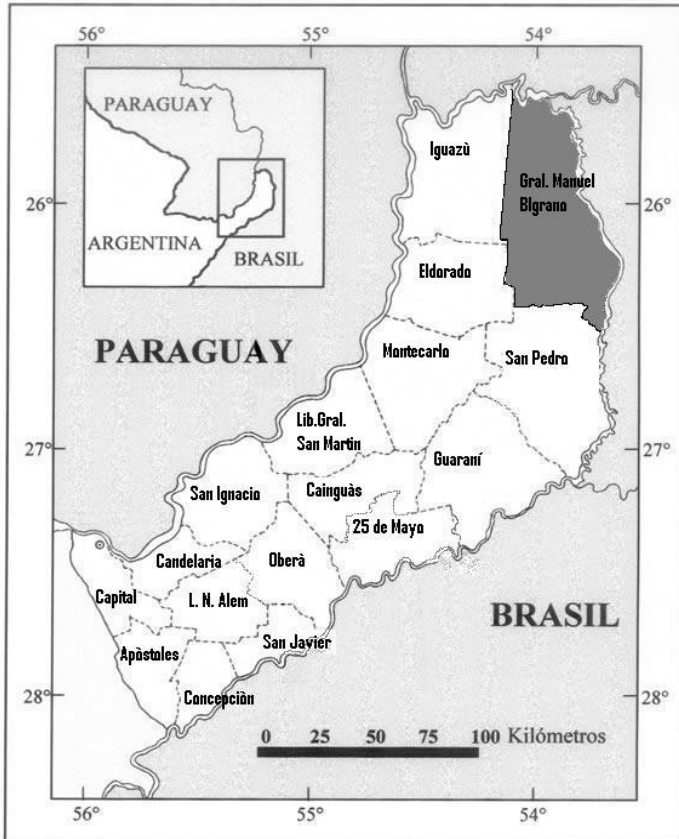 56°
55°
54°
PARAGUAY
ARGENTINA
BRASIL
Iguazù
Gral. Manuel
Blgrano
26°
26°
Eldorado
PARAGUAY
Montecarlo
San Pedro
Lib.Gral.
San Martin
27°
27°
Guaraní
San Ignacio
Cainguàs
25 de Mayo
Candelaria
Oberà
Capital
L. N. Alem
BRASIL
San Javier
Apòstoles
28°
28°
Concepciòn
0 25 50 75 100 Kilómetros
56°
55°
54°